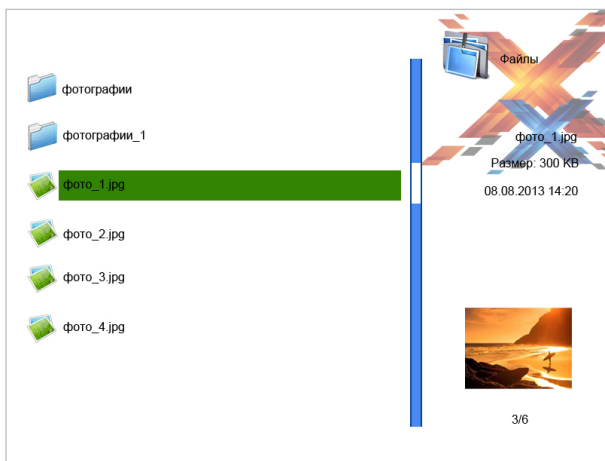 Файлы
фотографии
фотографии_1
фото_1.jpg
фото_1.jpg
Размер: 300 KB
фото_2.jpg
08.08.2013 14:20
фото_3.jpg
фото_4.jpg
3/6